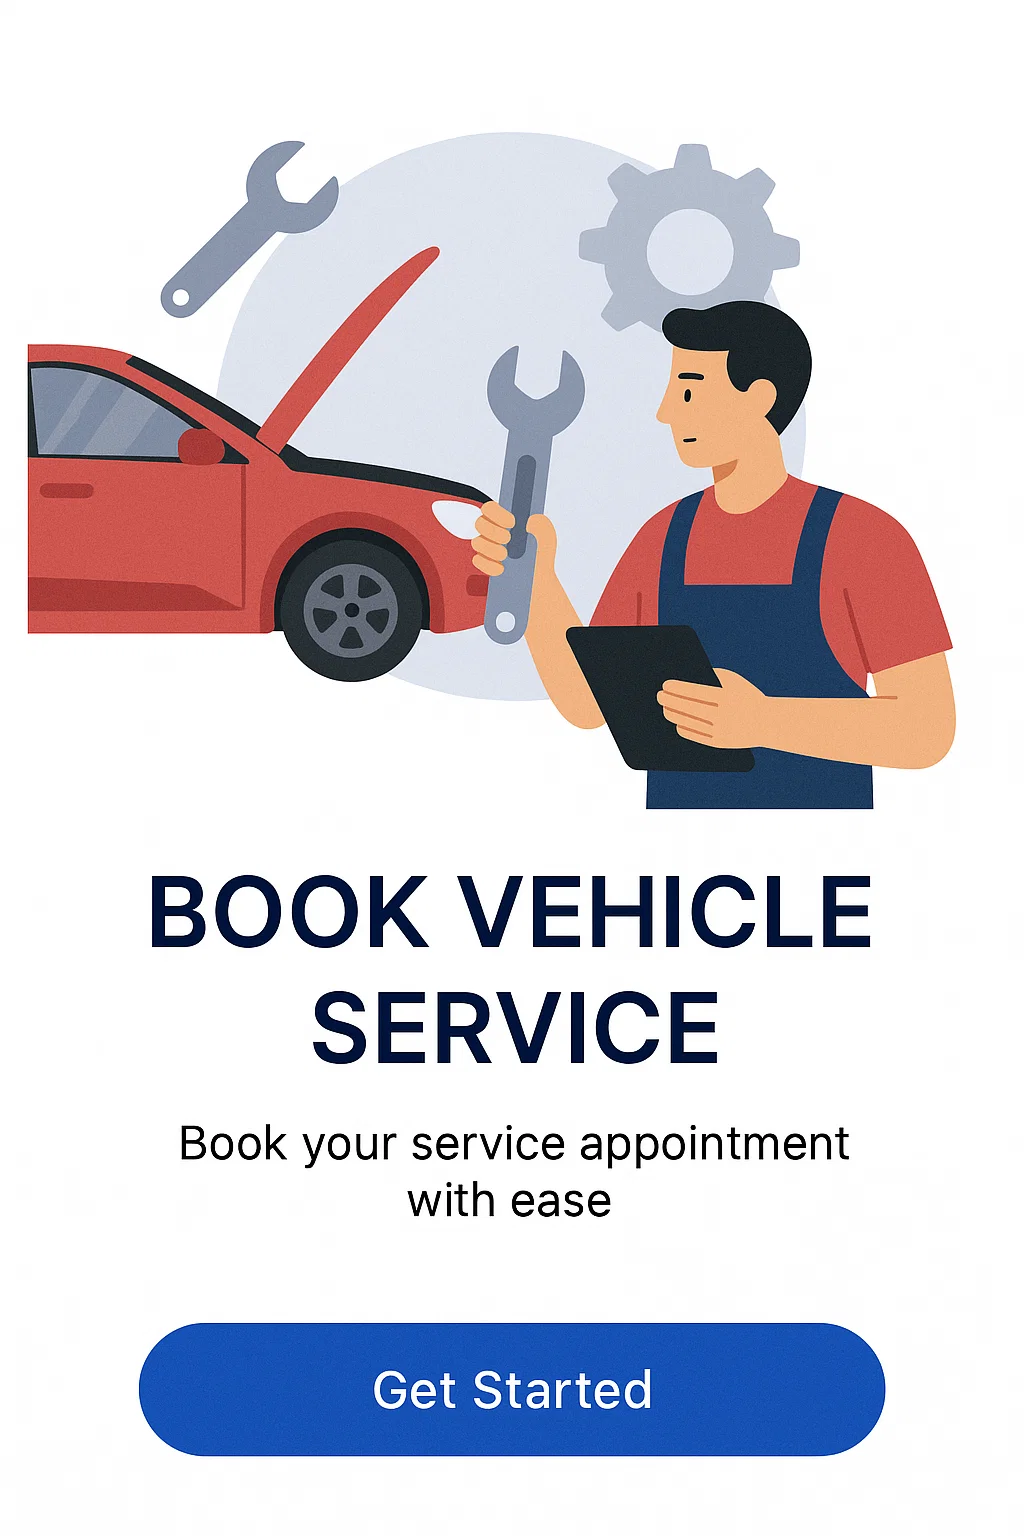 BOOK VEHICLE
SERVICE
Book your service appointment
with ease
Get Started